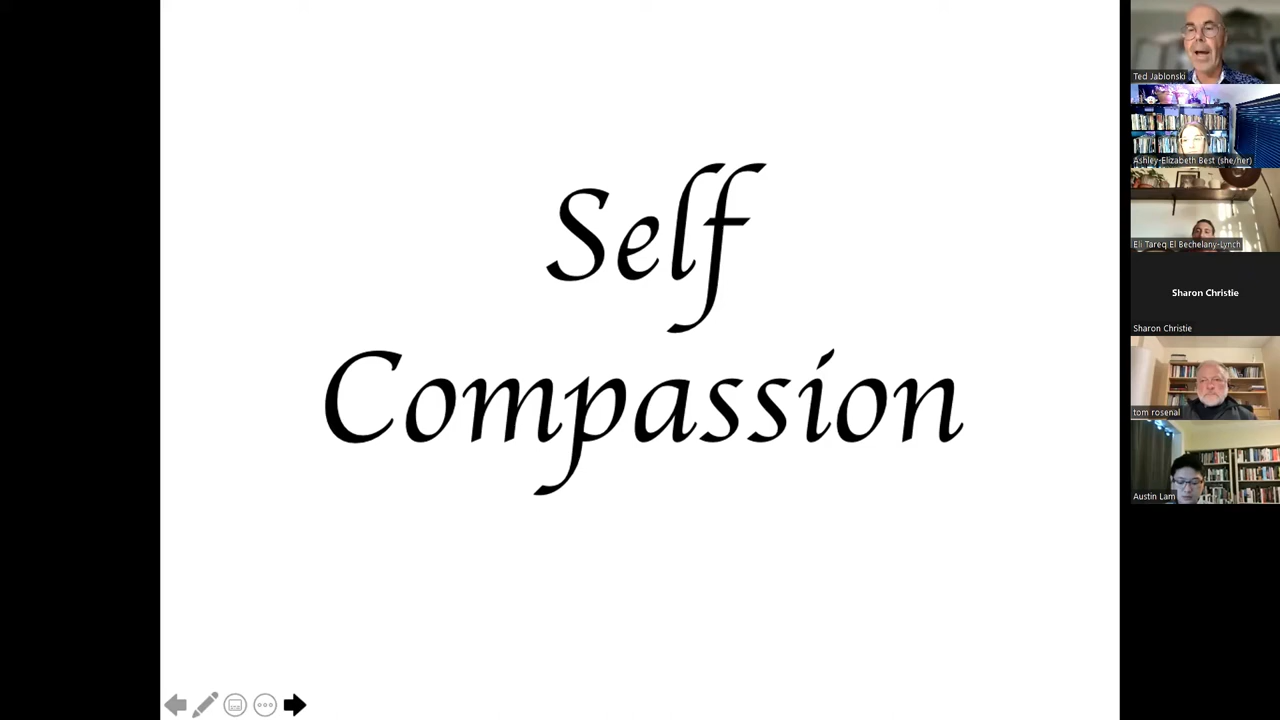 Self
Compassion
Ted Jablonski
Ashley-Elizabeth Best (she/her)
Eli Tareq El Bechelany-Lynch
Sharon Christie
Sharon Christie
tom rosenal
Austin Lam